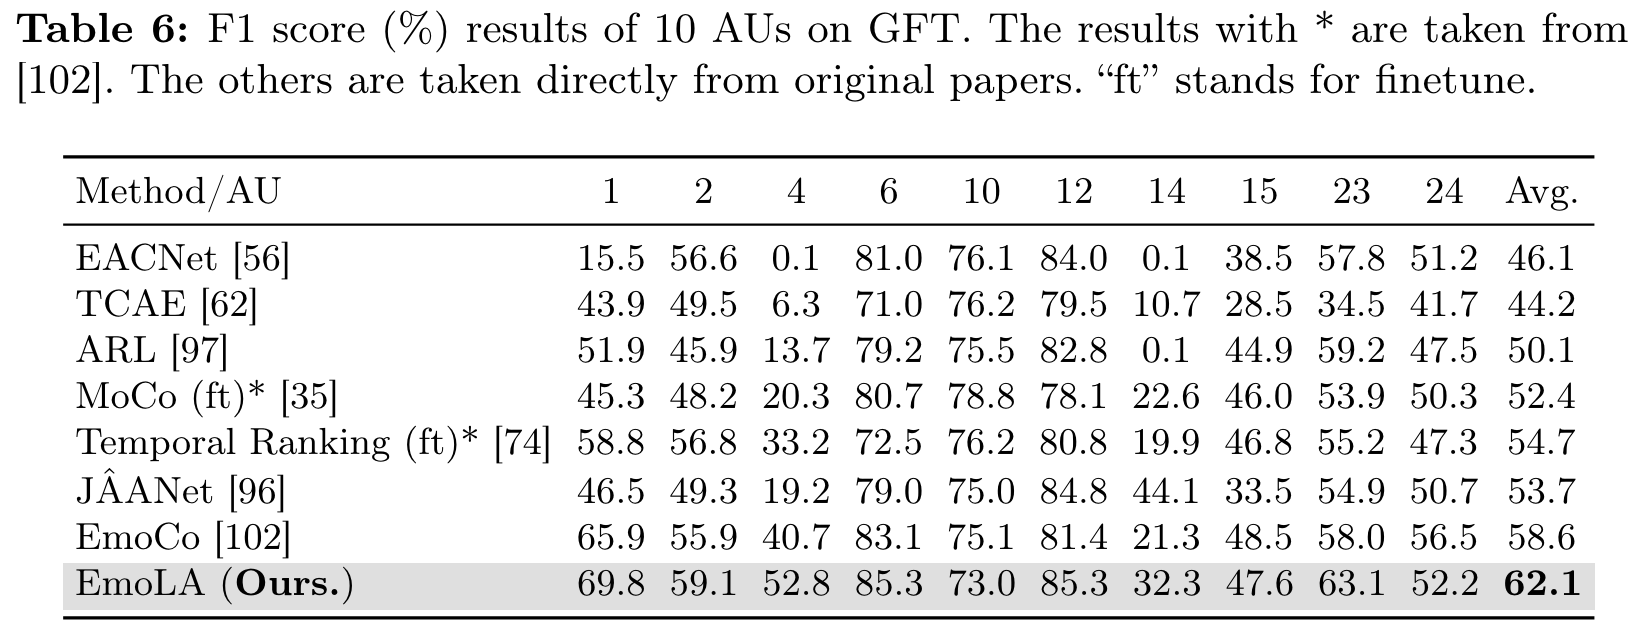 Table 6: F1 score (%) results of 10 AUs on GFT. The results with * are taken from
[102]. The others are taken directly from original papers. “ft” stands for finetune.
Method/AU 1 2 4 6 10 12 14 15 23 24 Avg.
EACNet [56] 15.5 56.6 0.1 81.0 76.1 84.0 0.1 38.5 57.8 51.2 46.1
TCAE [62] 43.9 49.5 6.3 71.0 76.2 79.5 10.7 28.5 34.5 41.7 44.2
ARL [97] 51.9 45.9 13.7 79.2 75.5 82.8 0.1 44.9 59.2 47.5 50.1
MoCo (ft)* [35] 45.3 48.2 20.3 80.7 78.8 78.1 22.6 46.0 53.9 50.3 52.4
Temporal Ranking (ft)* [74] 58.8 56.8 33.2 72.5 76.2 80.8 19.9 46.8 55.2 47.3 54.7
JÂANet [96] 46.5 49.3 19.2 79.0 75.0 84.8 44.1 33.5 54.9 50.7 53.7
EmoCo [102] 65.9 55.9 40.7 83.1 75.1 81.4 21.3 48.5 58.0 56.5 58.6
EmoLA (Ours.) 69.8 59.1 52.8 85.3 73.0 85.3 32.3 47.6 63.1 52.2 62.1